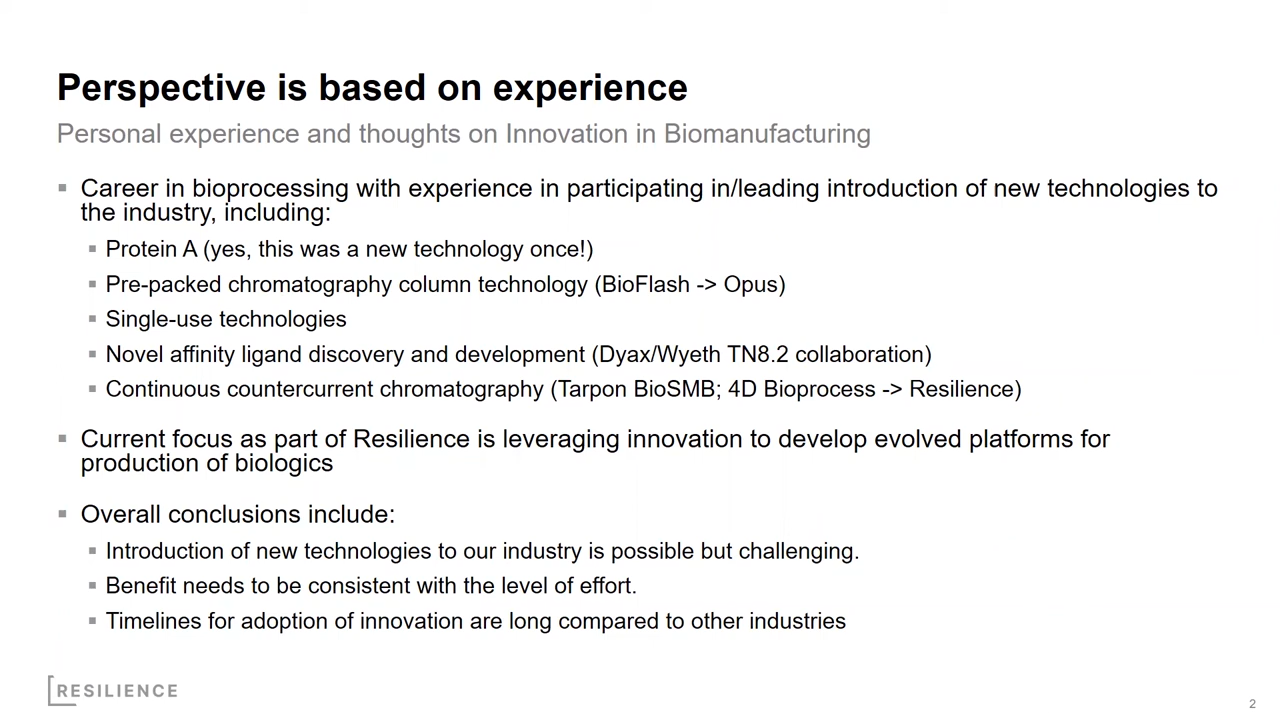 Perspective is based on experience
Personal experience and thoughts on Innovation in Biomanufacturing
▪ Career in bioprocessing with experience in participating in/leading introduction of new technologies to
the industry, including:
▪ Protein A (yes, this was a new technology once!)
▪ Pre-packed chromatography column technology (BioFlash -> Opus)
▪ Single-use technologies
▪ Novel affinity ligand discovery and development (Dyax/Wyeth TN8.2 collaboration)
▪ Continuous countercurrent chromatography (Tarpon BioSMB; 4D Bioprocess -> Resilience)
▪ Current focus as part of Resilience is leveraging innovation to develop evolved platforms for
production of biologics
▪ Overall conclusions include:
▪ Introduction of new technologies to our industry is possible but challenging.
▪ Benefit needs to be consistent with the level of effort.
▪ Timelines for adoption of innovation are long compared to other industries
RESILIENCE
2